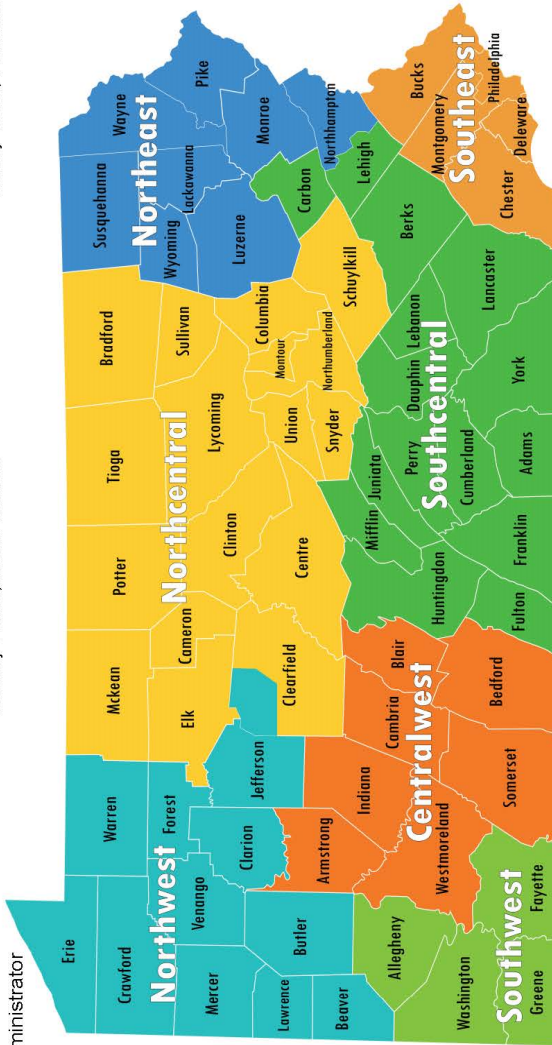 ministrator
Erie
Crawford
Mercer
Lawrence
Beaver
Butler
Venango
Warren
Forest
Clarion
Jefferson
Northwest
Mckean
Elk
Cameron
Potter
Clinton
Clearfield
Centre
Tioga
Lycoming
Bradford
Sullivan
Columbia
Montour
Union
Snyder
Northumberland
Schuylkill
Northcentral
Susquehanna
Wayne
Wyoming
Lackawanna
Pike
Luzerne
Monroe
Northhampton
Northeast
Armstrong
Indiana
Westmoreland
Cambria
Blair
Somerset
Bedford
Centralwest
Allegheny
Washington
Greene
Fayette
Southwest
Huntingdon
Mifflin
Juniata
Perry
Dauphin
Lebanon
Cumberland
Fulton
Franklin
Adams
York
Lancaster
Berks
Lehigh
Carbon
Southcentral
Bucks
Montgomery
Philadelphia
Deleware
Chester
Southeast